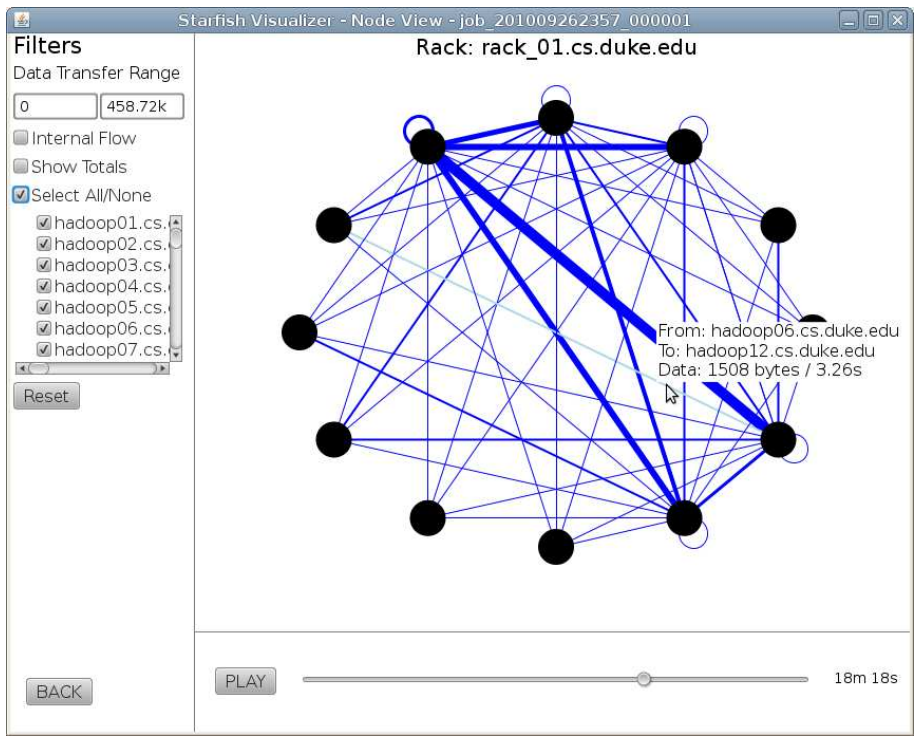 Starfish Visualizer - Node View - job_201009262357_000001
Filters
Data Transfer Range
0
458.72k
Internal Flow
Show Totals
Select All/None
hadoop01.cs.
hadoop02.cs.
hadoop03.cs.
hadoop04.cs.
hadoop05.cs.
hadoop06.cs.
hadoop07.cs.
Reset
BACK
Rack: rack_01.cs.duke.edu
From: hadoop06.cs.duke.edu
To: hadoop12.cs.duke.edu
Data: 1508 bytes / 3.26s
PLAY
18m 18s